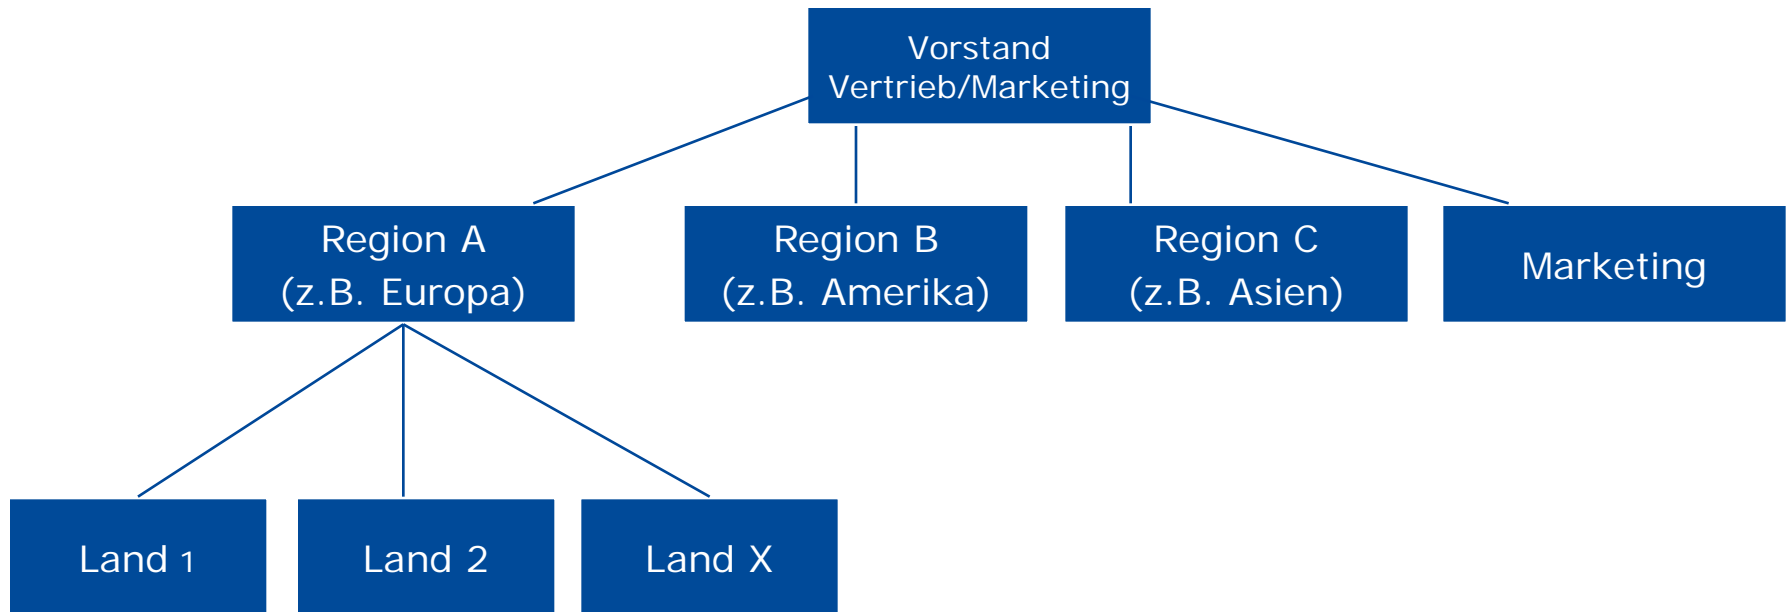 Vorstand
Vertrieb/Marketing
Region A
(z.B. Europa)
Region B
(z.B. Amerika)
Region C
(z.B. Asien)
Marketing
Land 1
Land 2
Land X